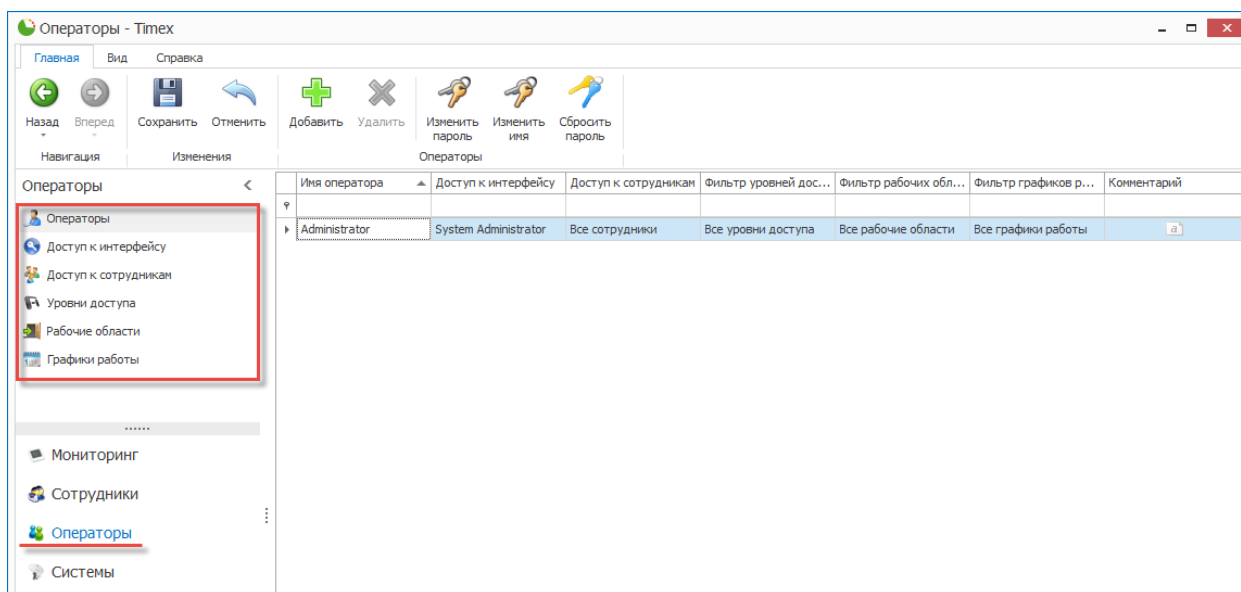 Операторы - Timex
Главная Вид Справка
Назад Вперед Сохранить Отменить Добавить Удалить Изменить пароль Изменить имя Сбросить пароль
Навигация Изменения Операторы
Операторы
Имя оператора Доступ к интерфейсу Доступ к сотрудникам Фильтр уровней дос... Фильтр рабочих обл... Фильтр графиков р... Комментарий
Administrator System Administrator Все сотрудники Все уровни доступа Все рабочие области Все графики работы a
Операторы
Доступ к интерфейсу
Доступ к сотрудникам
Уровни доступа
Рабочие области
Графики работы
Мониторинг
Сотрудники
Операторы
Системы